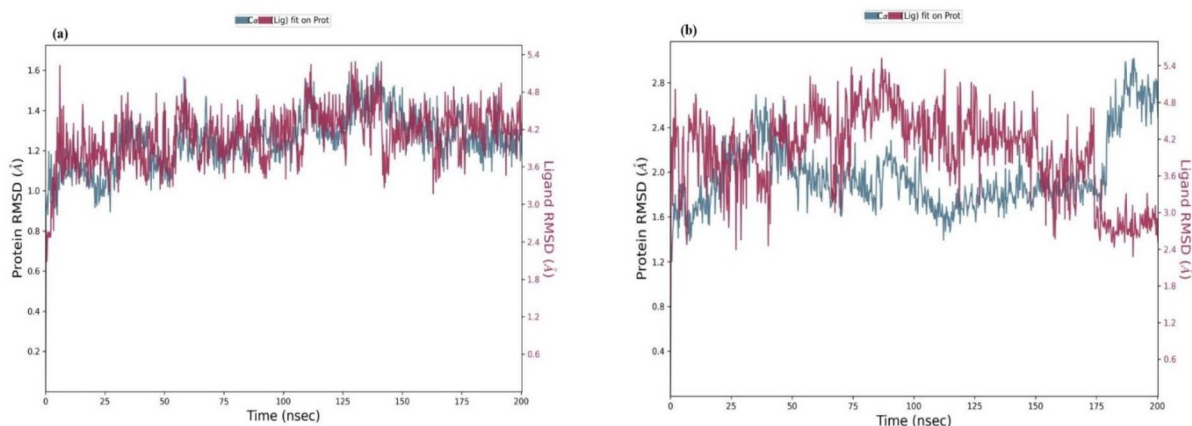 (a)
Cα (Lig) fit on Prot
1.6
1.4
1.2
1.0
0.8
0.6
0.4
0.2
Protein RMSD (Å)
5.4
4.8
4.2
3.6
3.0
2.4
1.8
1.2
0.6
Ligand RMSD (Å)
0 25 50 75 100 125 150 175 200
Time (nsec)
(b)
Cα (Lig) fit on Prot
2.8
2.4
2.0
1.6
1.2
0.8
0.4
Protein RMSD (Å)
5.4
4.8
4.2
3.6
3.0
2.4
1.8
1.2
0.6
Ligand RMSD (Å)
0 25 50 75 100 125 150 175 200
Time (nsec)